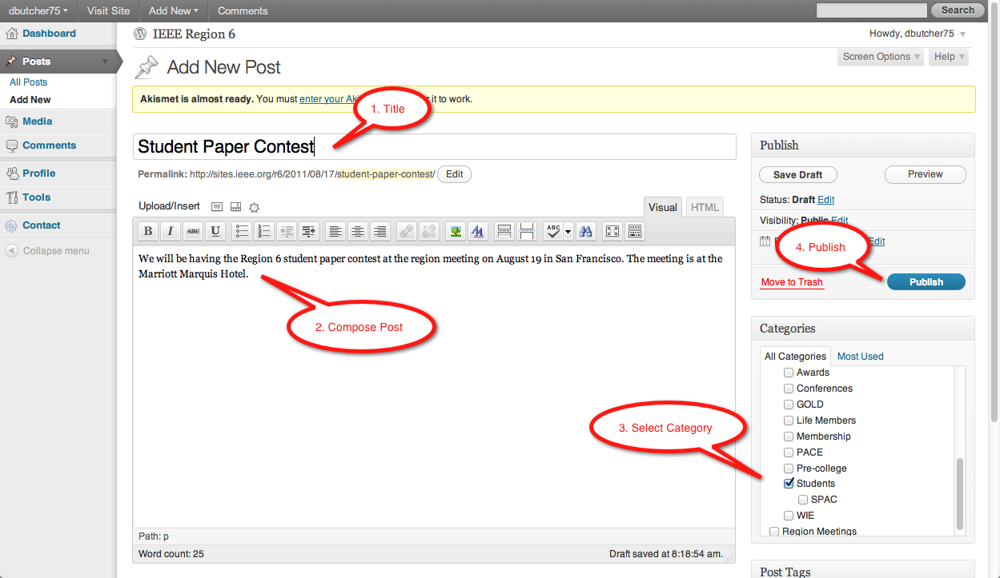 dbutcher75 Visit Site Add New Comments Search
Dashboard
Posts
All Posts
Add New
Media
Comments
Profile
Tools
Contact
Collapse menu
IEEE Region 6
Howdy, dbutcher75
Add New Post
Screen Options Help
Akismet is almost ready. You must enter your it to work.
1. Title
Student Paper Contest
Permalink: http://sites.ieee.org/r6/2011/08/17/student-paper-contest/ Edit
Upload/Insert
Visual HTML
B I ABC U ABC
We will be having the Region 6 student paper contest at the region meeting on August 19 in San Francisco. The meeting is at the
Marriott Marquis Hotel.
2. Compose Post
Path: p
Word count: 25 Draft saved at 8:18:54 am.
Publish
Save Draft Preview
Status: Draft Edit
Visibility: Public Edit
Edit
4. Publish
Move to Trash Publish
Categories
All Categories Most Used
Awards
Conferences
GOLD
Life Members
Membership
PACE
Pre-college
Students
SPAC
WIE
Region Meetings
3. Select Category
Post Tags